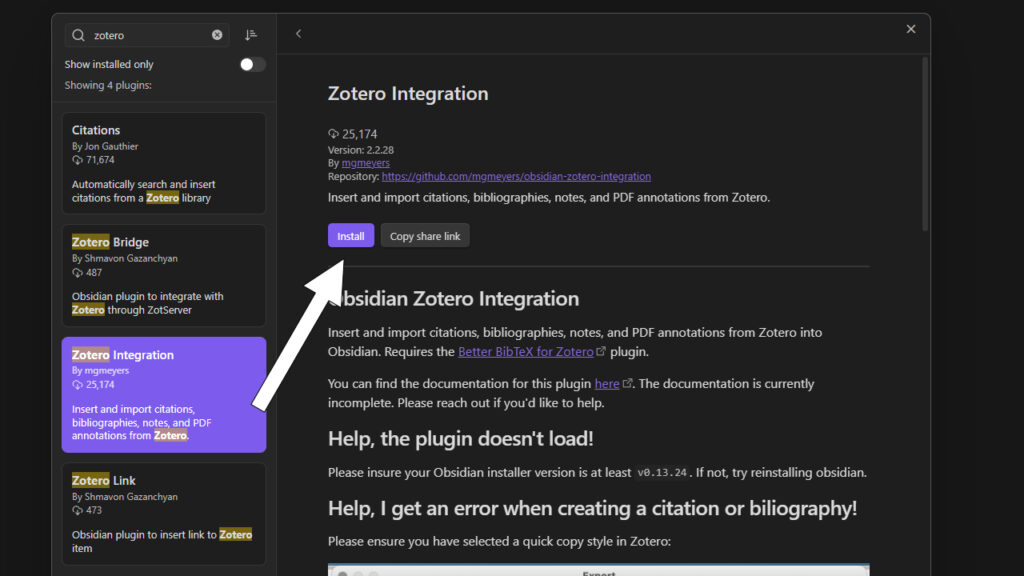 zotero
Show installed only
Showing 4 plugins:
Citations
By Jon Gauthier
71,674
Automatically search and insert
citations from a Zotero library
Zotero Bridge
By Shmavon Gazanchyan
487
Obsidian plugin to integrate with
Zotero through ZotServer
Zotero Integration
By mgmeyers
25,174
Insert and import citations,
bibliographies, notes, and PDF
annotations from Zotero.
Zotero Link
By Shmavon Gazanchyan
473
Obsidian plugin to insert link to Zotero
item
Zotero Integration
25,174
Version: 2.2.28
By mgmeyers
Repository: https://github.com/mgmeyers/obsidian-zotero-integration
Insert and import citations, bibliographies, notes, and PDF annotations from Zotero.
Install Copy share link
Obsidian Zotero Integration
Insert and import citations, bibliographies, notes, and PDF annotations from Zotero into
Obsidian. Requires the Better BibTeX for Zotero plugin.
You can find the documentation for this plugin here. The documentation is currently
incomplete. Please reach out if you'd like to help.
Help, the plugin doesn't load!
Please insure your Obsidian installer version is at least v0.13.24. If not, try reinstalling obsidian.
Help, I get an error when creating a citation or biliography!
Please ensure you have selected a quick copy style in Zotero:
Export